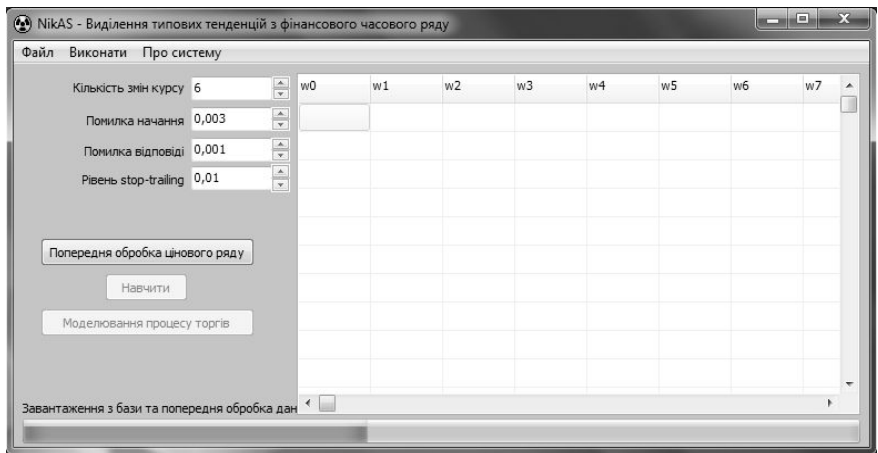 NikAS - Виділення типових тенденцій з фінансового часового ряду
Файл Виконати Про систему
Кількість змін курсу 6
Помилка начання 0,003
Помилка відповіді 0,001
Рівень stop-trailing 0,01
Попередня обробка цінового ряду
Навчити
Моделювання процесу торгів
w0 w1 w2 w3 w4 w5 w6 w7
Завантаження з бази та попередня обробка дан